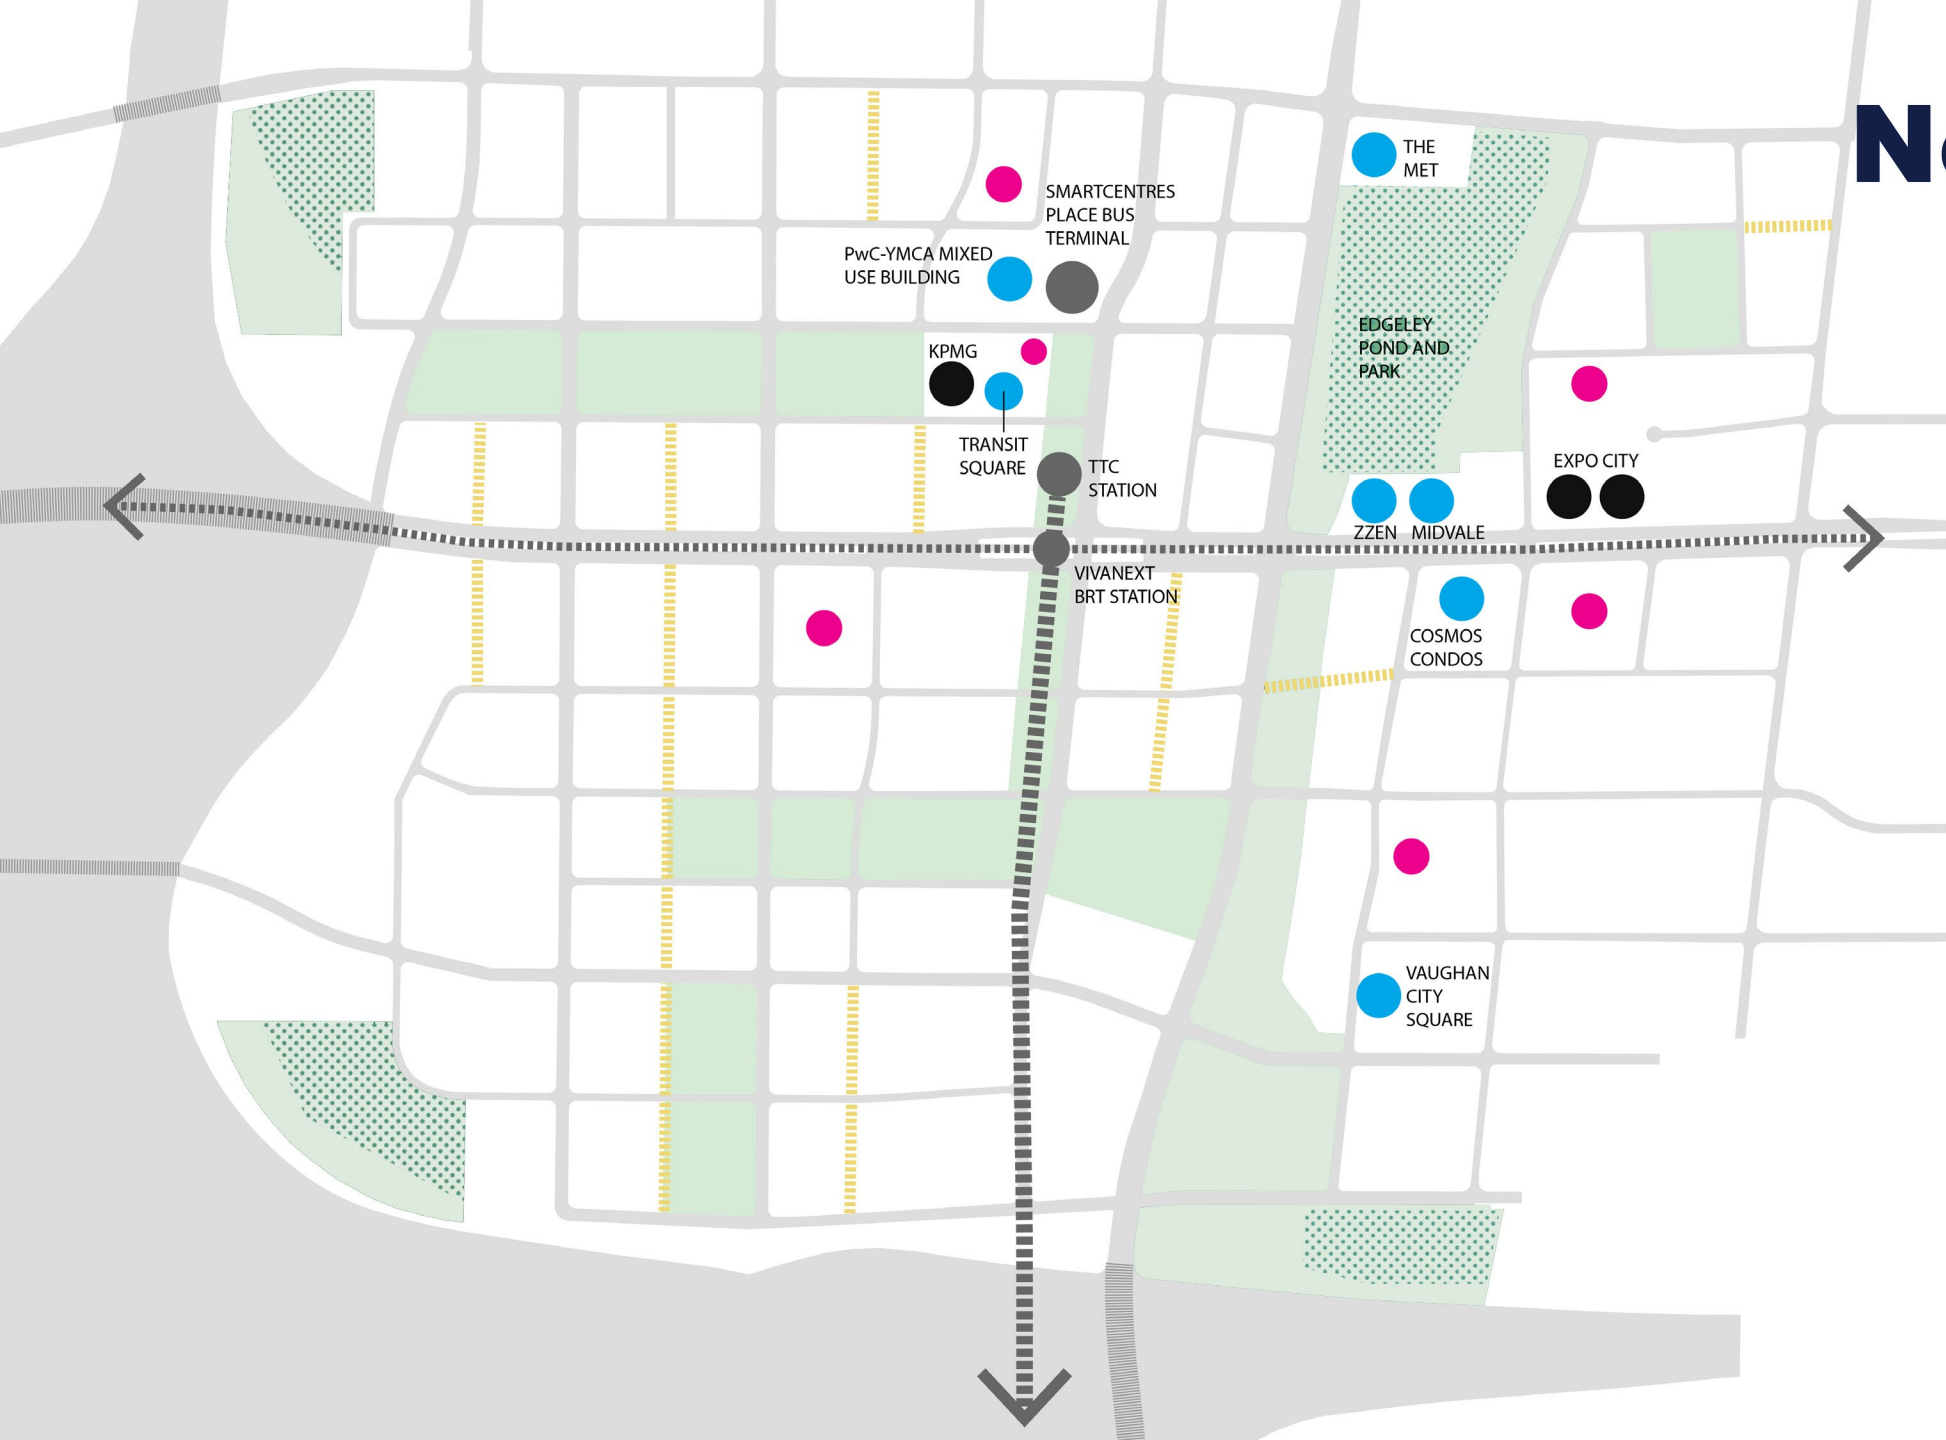 THE
MET
No
SMARTCENTRES
PLACE BUS
TERMINAL
PwC-YMCA MIXED
USE BUILDING
EDGELEY
POND AND
PARK
KPMG
TRANSIT
SQUARE
TTC
STATION
EXPO CITY
ZZEN
MIDVALE
VIVANEXT
BRT STATION
COSMOS
CONDOS
VAUGHAN
CITY
SQUARE